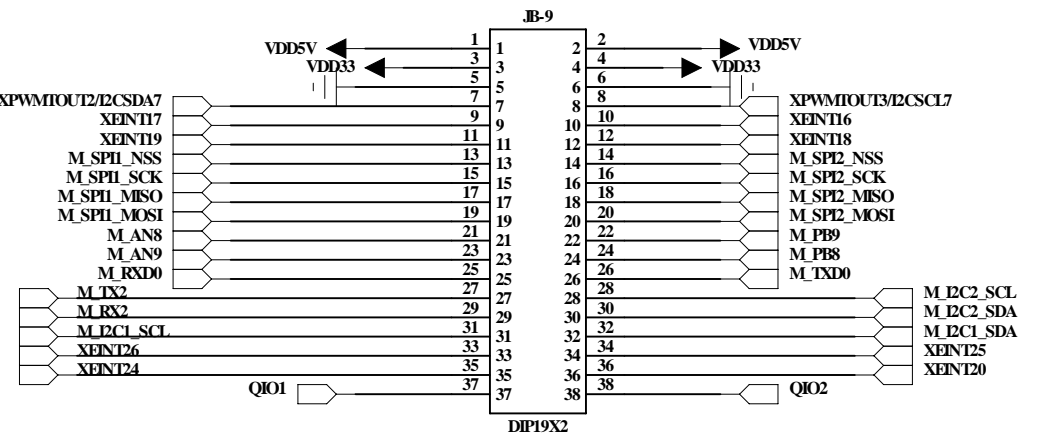 JB-9
VDD5V 1 1 2 2 VDD5V
VDD33 3 3 4 4 VDD33
5 5 6 6
XPWMTOUT2/I2CSDA7 7 7 8 8 XPWMTOUT3/I2CSCL7
XEINT17 9 9 10 10 XEINT16
XEINT19 11 11 12 12 XEINT18
M_SPI1_NSS 13 13 14 14 M_SPI2_NSS
M_SPI1_SCK 15 15 16 16 M_SPI2_SCK
M_SPI1_MISO 17 17 18 18 M_SPI2_MISO
M_SPI1_MOSI 19 19 20 20 M_SPI2_MOSI
M_AN8 21 21 22 22 M_PB9
M_AN9 23 23 24 24 M_PB8
M_RXD0 25 25 26 26 M_TXD0
M_TX2 27 27 28 28 M_I2C2_SCL
M_RX2 29 29 30 30 M_I2C2_SDA
M_I2C1_SCL 31 31 32 32 M_I2C1_SDA
XEINT26 33 33 34 34 XEINT25
XEINT24 35 35 36 36 XEINT20
QIO1 37 37 38 38 QIO2
DIP19X2